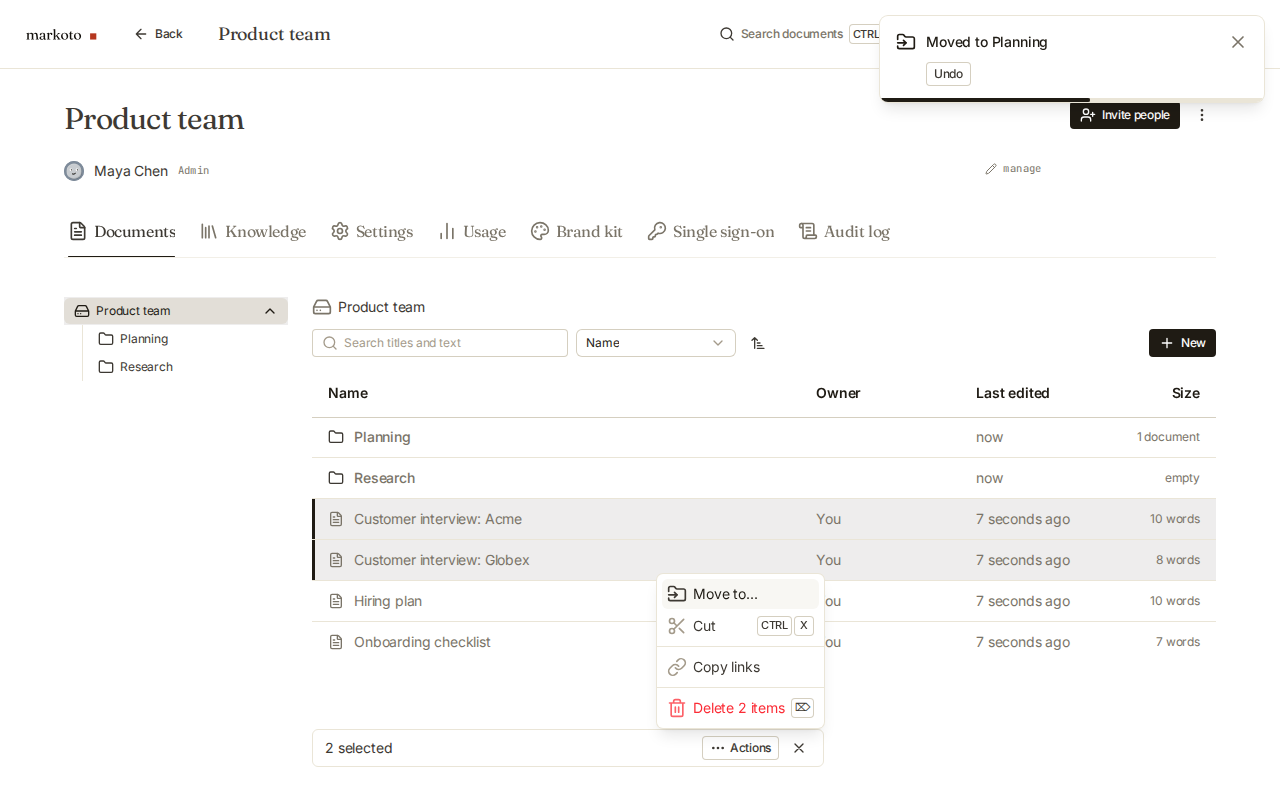 markoto
Back
Product team
Search documents CTRL
Moved to Planning
Undo
Product team
Invite people
Maya Chen Admin
manage
Documents Knowledge Settings Usage Brand kit Single sign-on Audit log
Product team
Planning
Research
Product team
Search titles and text
Name
New
Name Owner Last edited Size
Planning now 1 document
Research now empty
Customer interview: Acme You 7 seconds ago 10 words
Customer interview: Globex You 7 seconds ago 8 words
Hiring plan ou 7 seconds ago 10 words
Onboarding checklist ou 7 seconds ago 7 words
Move to...
Cut CTRL X
Copy links
Delete 2 items
2 selected
Actions